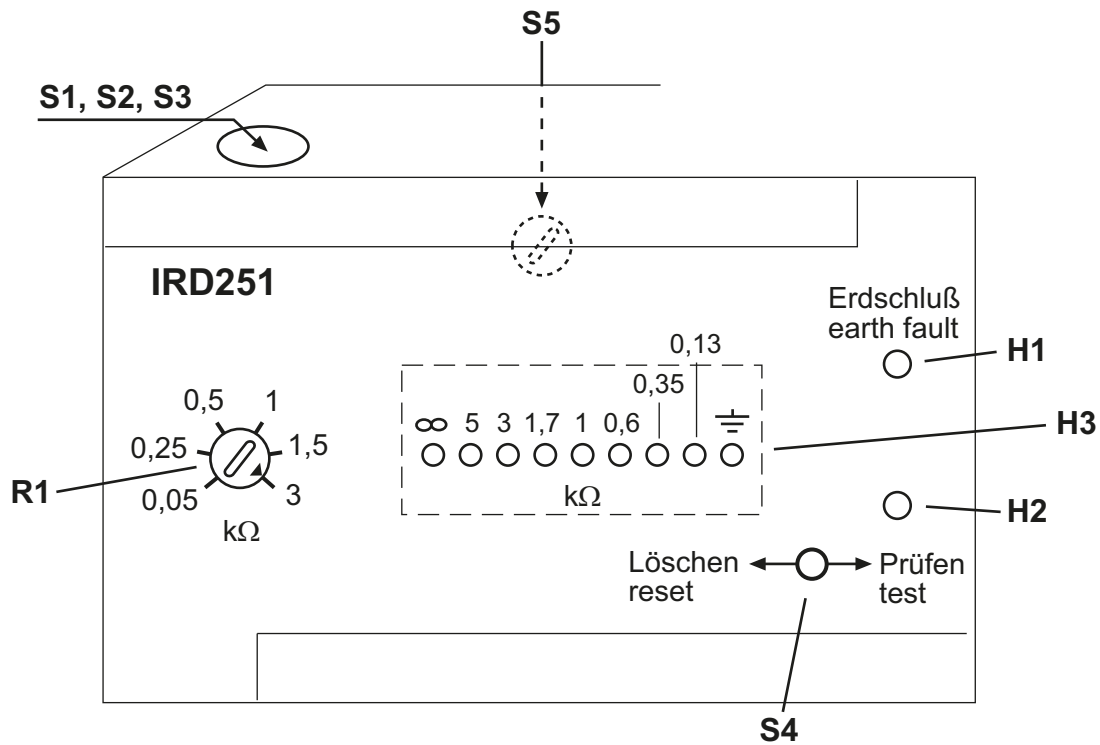 S5
S1, S2, S3
IRD251
Erdschluß
earth fault
H1
0,13
0,35
0,5 1
∞ 5 3 1,7 1 0,6 ⏚
H3
0,25 1,5
R1
0,05 3
kΩ
kΩ
H2
Löschen
reset
Prüfen
test
S4